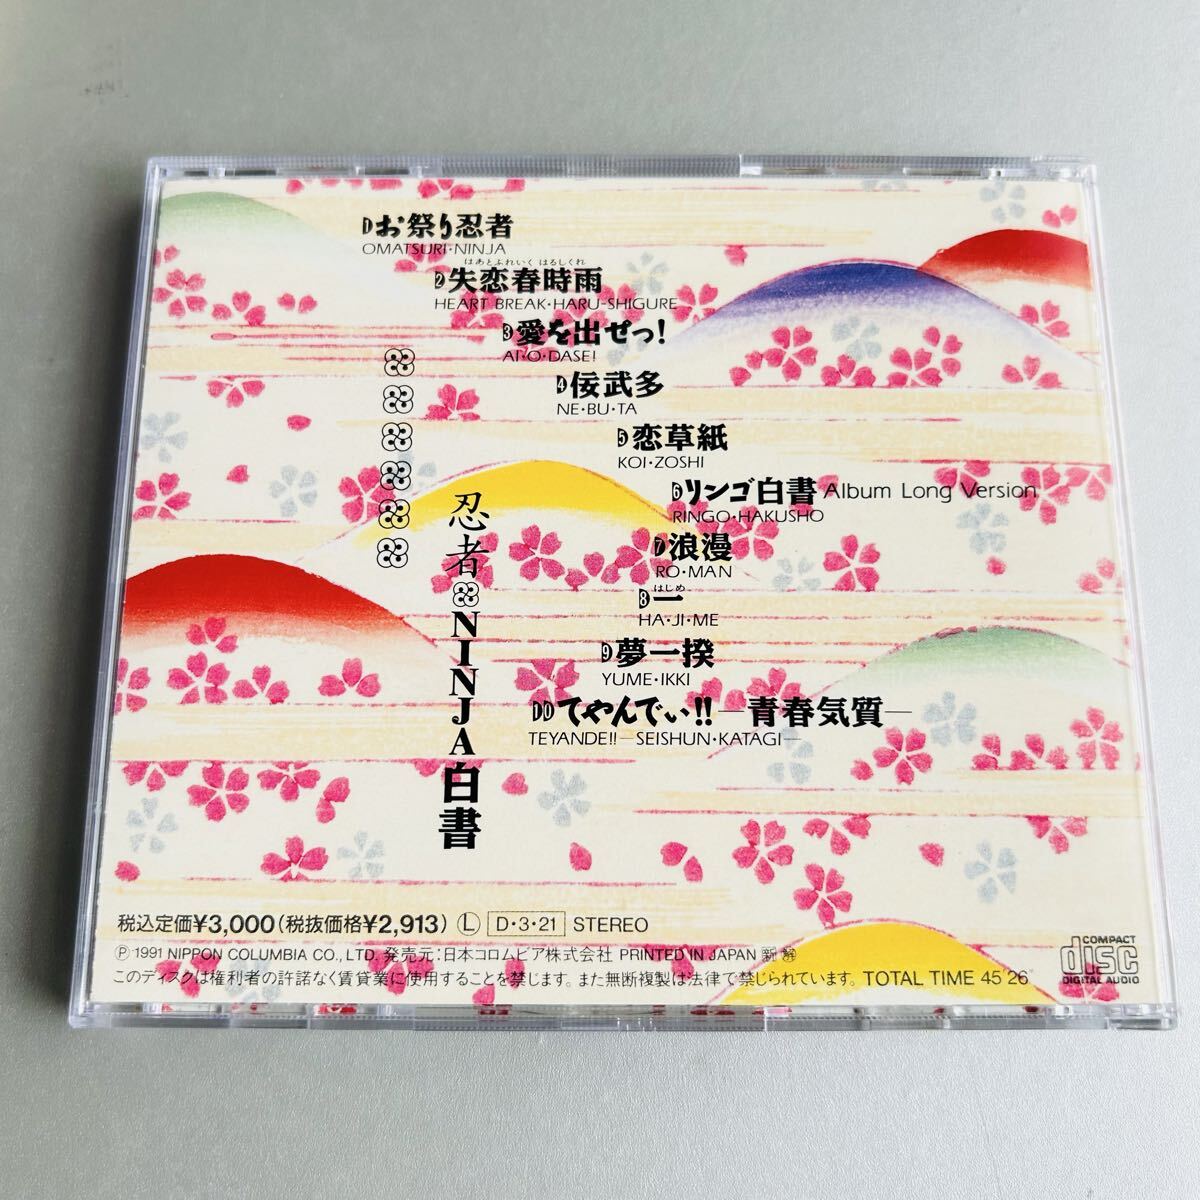 1 お祭り忍者
OMATSURI・NINJA
はあとぶれいく はるしぐれ
2 失恋春時雨
HEART BREAK・HARU-SHIGURE
3 愛を出せっ!
AI・O・DASE!
4 佞武多
NE・BU・TA
5 恋草紙
KOI・ZOSHI
6 リンゴ白書 Album Long Version
RINGO・HAKUSHO
7 浪漫
RO・MAN
はじめ
8 一
HA・JI・ME
9 夢一揆
YUME・IKKI
10 てやんでぃ!!―青春気質―
TEYANDE!!―SEISHUN・KATAGI―
忍者 NINJA白書
税込定価¥3,000(税抜価格¥2,913) Ⓛ D・3・21 STEREO
Ⓟ 1991 NIPPON COLUMBIA CO., LTD. 発売元:日本コロムビア株式会社 PRINTED IN JAPAN
このディスクは権利者の許諾なく賃貸業に使用することを禁じます。また無断複製は法律で禁じられています。 TOTAL TIME 45'26"
COMPACT
disc
DIGITAL AUDIO